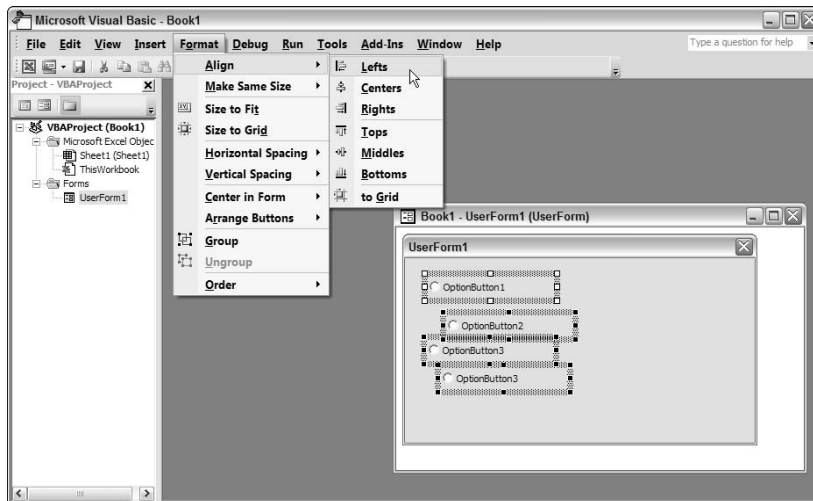 Microsoft Visual Basic - Book1
File Edit View Insert Format Debug Run Tools Add-Ins Window Help
Type a question for help
Project - VBAProject
VBAProject (Book1)
Microsoft Excel Objec
Sheet1 (Sheet1)
ThisWorkbook
Forms
UserForm1
Align
Make Same Size
Size to Fit
Size to Grid
Horizontal Spacing
Vertical Spacing
Center in Form
Arrange Buttons
Group
Ungroup
Order
Lefts
Centers
Rights
Tops
Middles
Bottoms
to Grid
Book1 - UserForm1 (UserForm)
UserForm1
OptionButton1
OptionButton2
OptionButton3
OptionButton3